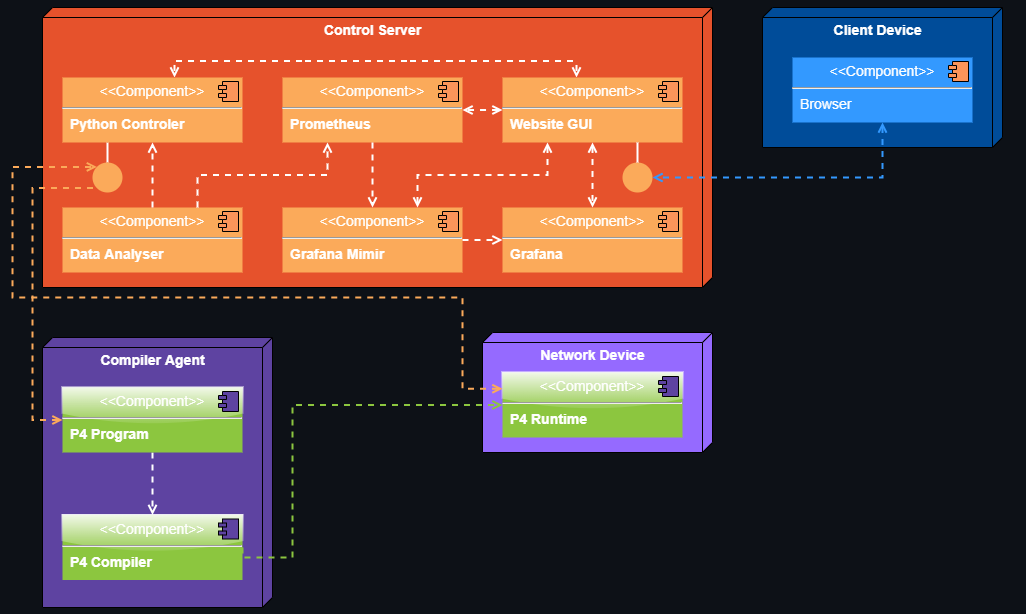 Control Server
Client Device
<<Component>>
Python Controler
<<Component>>
Prometheus
<<Component>>
Website GUI
<<Component>>
Browser
<<Component>>
Data Analyser
<<Component>>
Grafana Mimir
<<Component>>
Grafana
Compiler Agent
<<Component>>
P4 Program
<<Component>>
P4 Compiler
Network Device
<<Component>>
P4 Runtime